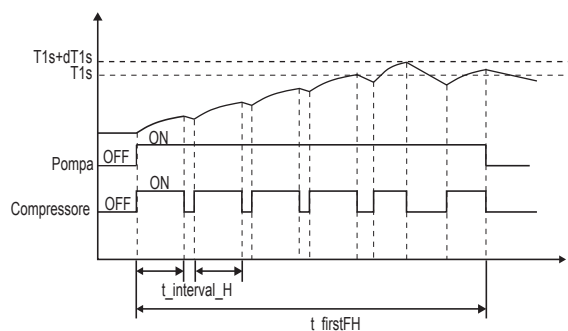 T1s+dT1s
T1s
ON
Pompa OFF
ON
Compressore OFF
t_interval_H
t_firstFH